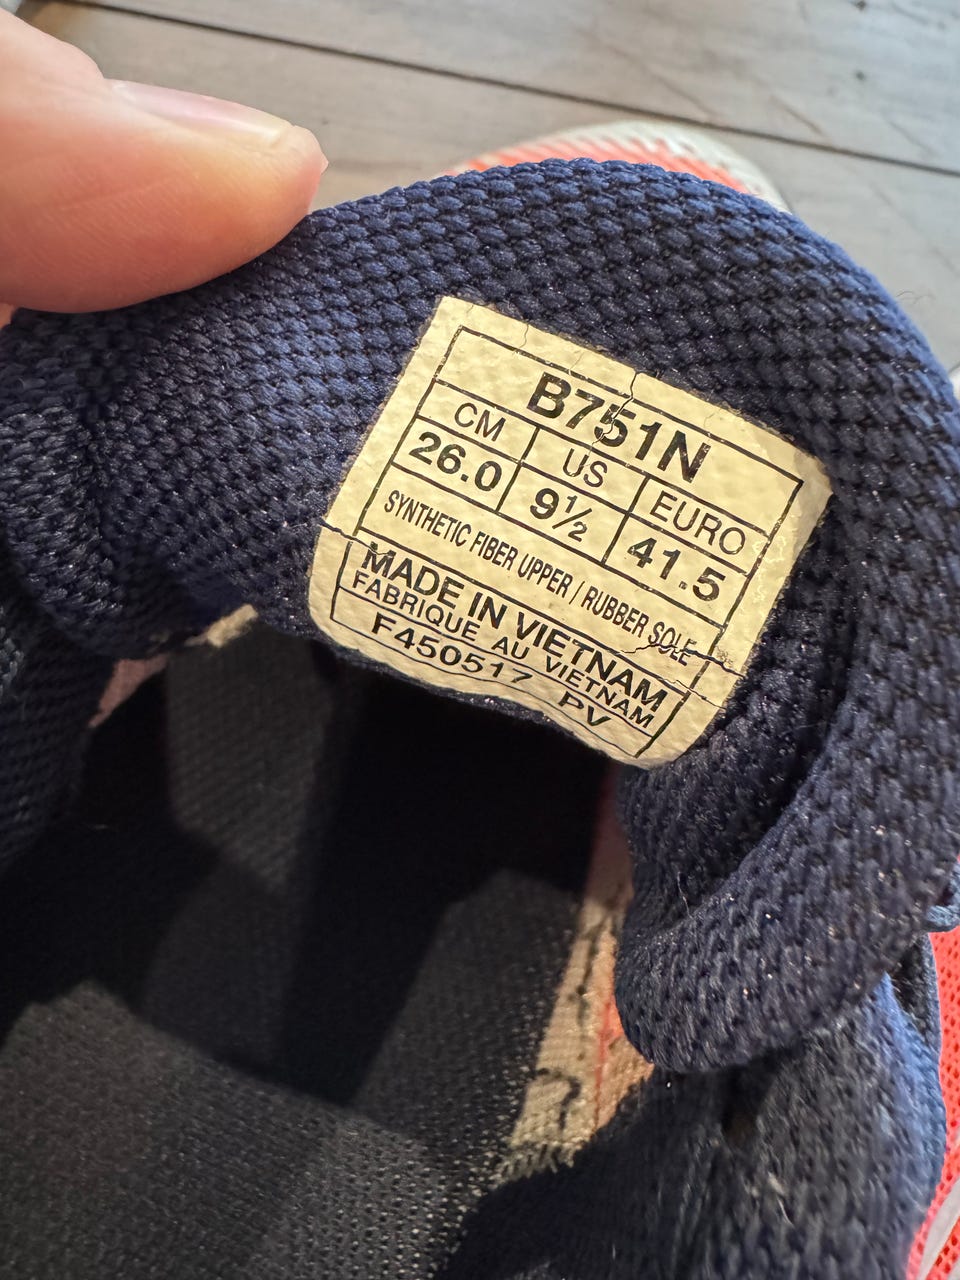 B751N
CM US EURO
26.0 9½ 41.5
SYNTHETIC FIBER UPPER / RUBBER SOLE
MADE IN VIETNAM
FABRIQUE AU VIETNAM
F450517 PV